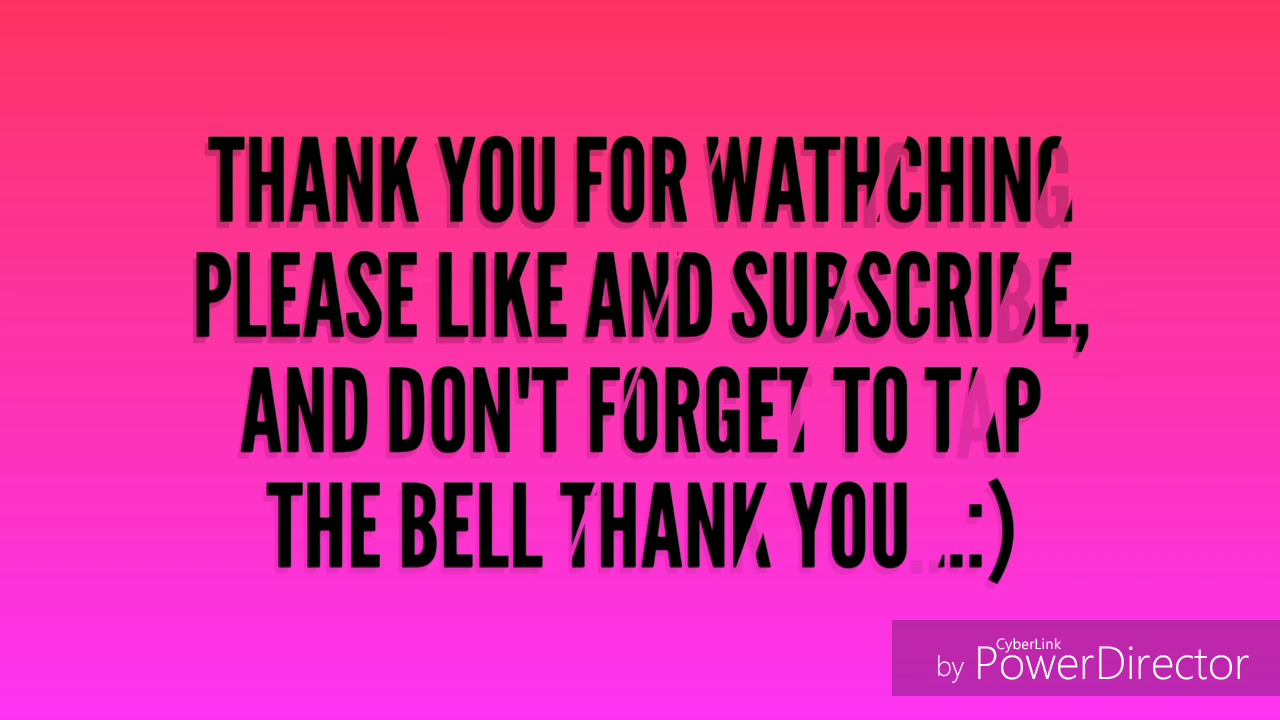 THANK YOU FOR WATHCHING
PLEASE LIKE AND SUBSCRIBE,
AND DON'T FORGET TO TAP
THE BELL THANK YOU ....:)
CyberLink
by PowerDirector